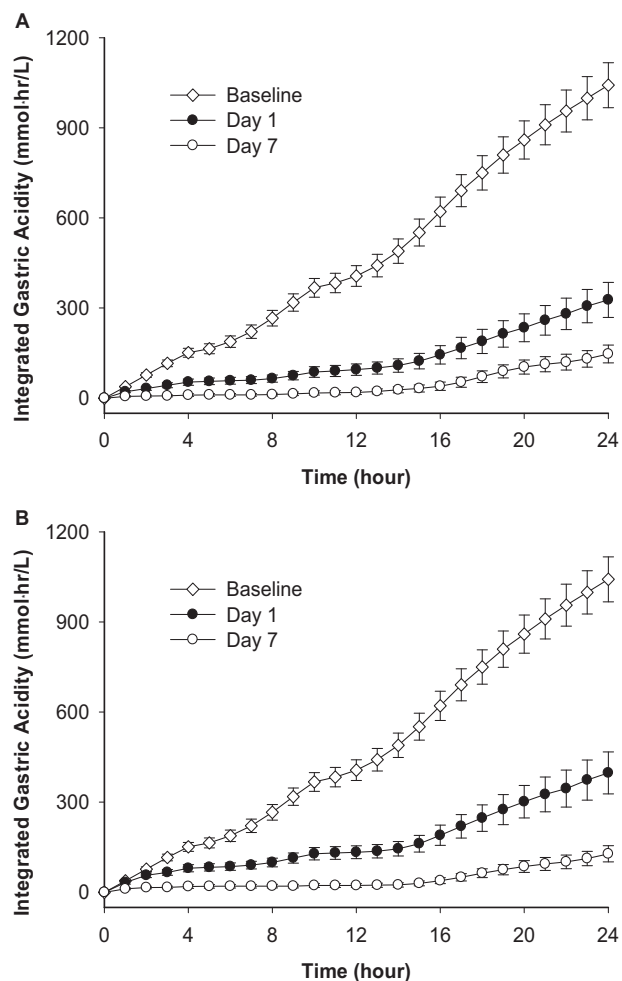 A
1200
900
600
300
0
Integrated Gastric Acidity (mmol·hr/L)
Baseline
Day 1
Day 7
0 4 8 12 16 20 24
Time (hour)
B
1200
900
600
300
0
Integrated Gastric Acidity (mmol·hr/L)
Baseline
Day 1
Day 7
0 4 8 12 16 20 24
Time (hour)